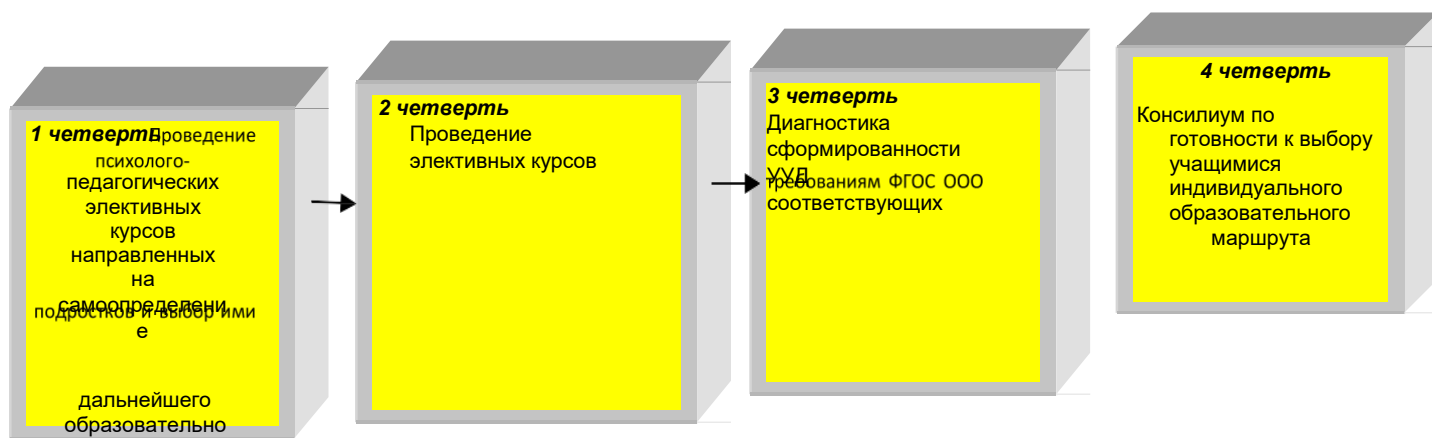 1 четверть Проведение
психолого-
педагогических
элективных
курсов
направленных
на
самоопределени
подростков и выбор ими
е
дальнейшего
образовательно
2 четверть
Проведение
элективных курсов
3 четверть
Диагностика
сформированности
УУД
требованиям ФГОС ООО
соответствующих
4 четверть
Консилиум по
готовности к выбору
учащимися
индивидуального
образовательного
маршрута